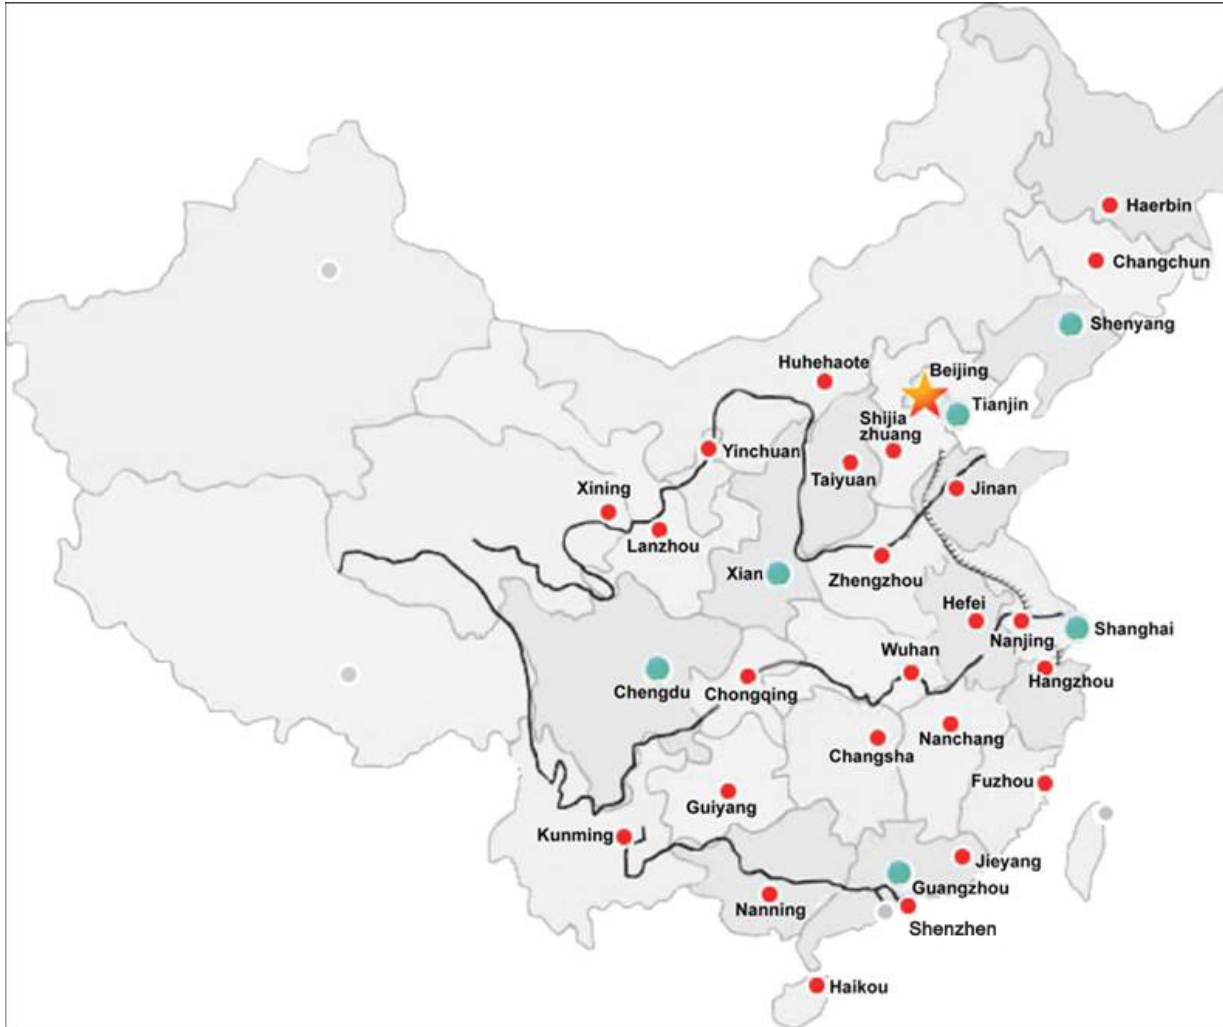 Haerbin
Changchun
Shenyang
Huhehaote
Beijing
Tianjin
Shijia
zhuang
Yinchuan
Taiyuan
Xining
Jinan
Lanzhou
Xian
Zhengzhou
Hefei
Nanjing
Shanghai
Wuhan
Hangzhou
Chengdu
Chongqing
Nanchang
Changsha
Fuzhou
Guiyang
Kunming
Jieyang
Guangzhou
Nanning
Shenzhen
Haikou